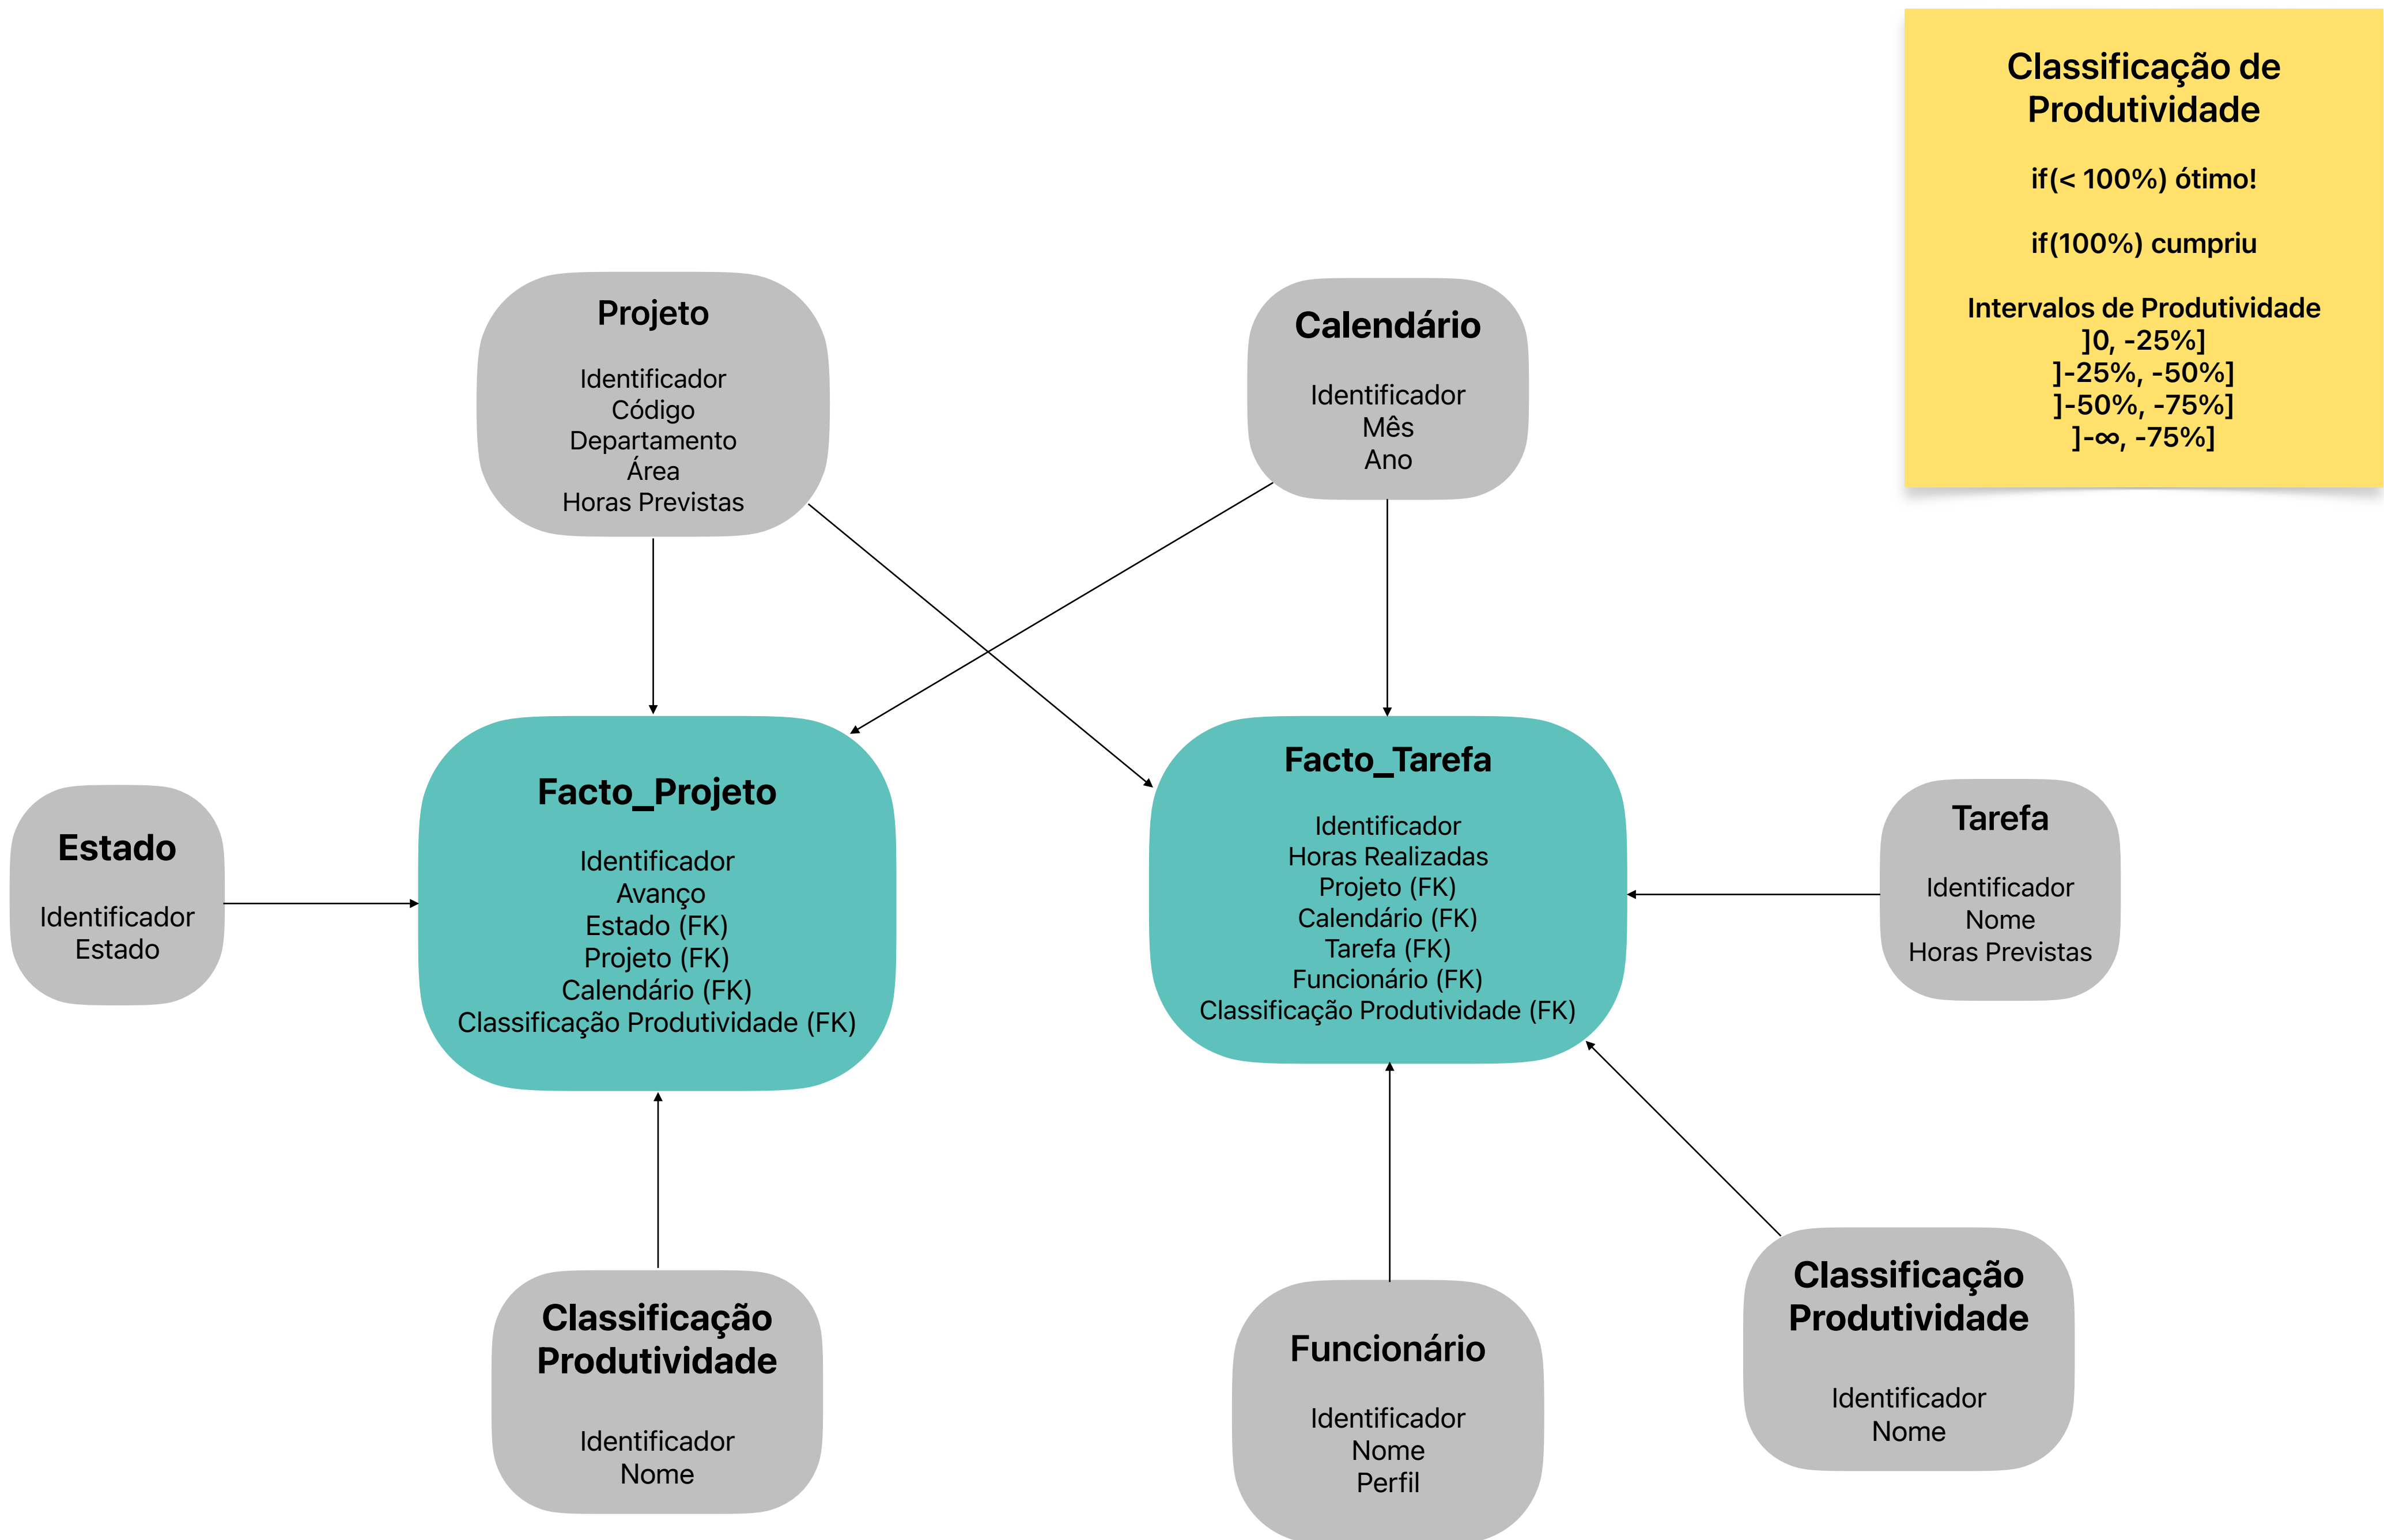 Classificação de
Produtividade
if(< 100%) ótimo!
if(100%) cumpriu
Intervalos de Produtividade
]0, -25%]
]-25%, -50%]
]-50%, -75%]
]-∞, -75%]
Projeto
Identificador
Código
Departamento
Área
Horas Previstas
Calendário
Identificador
Mês
Ano
Estado
Identificador
Estado
Facto_Projeto
Identificador
Avanço
Estado (FK)
Projeto (FK)
Calendário (FK)
Classificação Produtividade (FK)
Facto_Tarefa
Identificador
Horas Realizadas
Projeto (FK)
Calendário (FK)
Tarefa (FK)
Funcionário (FK)
Classificação Produtividade (FK)
Tarefa
Identificador
Nome
Horas Previstas
Classificação
Produtividade
Identificador
Nome
Funcionário
Identificador
Nome
Perfil
Classificação
Produtividade
Identificador
Nome